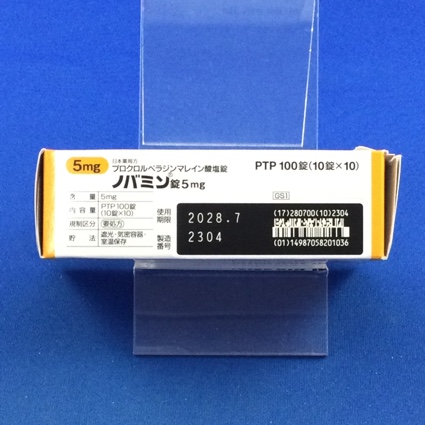 5mg
日本薬局方
プロクロルペラジンマレイン酸塩錠
ノバミン®錠5mg
PTP 100錠(10錠×10)
含量 5mg
内容量 PTP 100錠
(10錠×10)
規制区分 要処方
貯法 遮光・気密容器・
室温保存
使用
期限 2028.7
製造
番号 2304
GS1
(17)280700(10)2304
(01)14987058201036